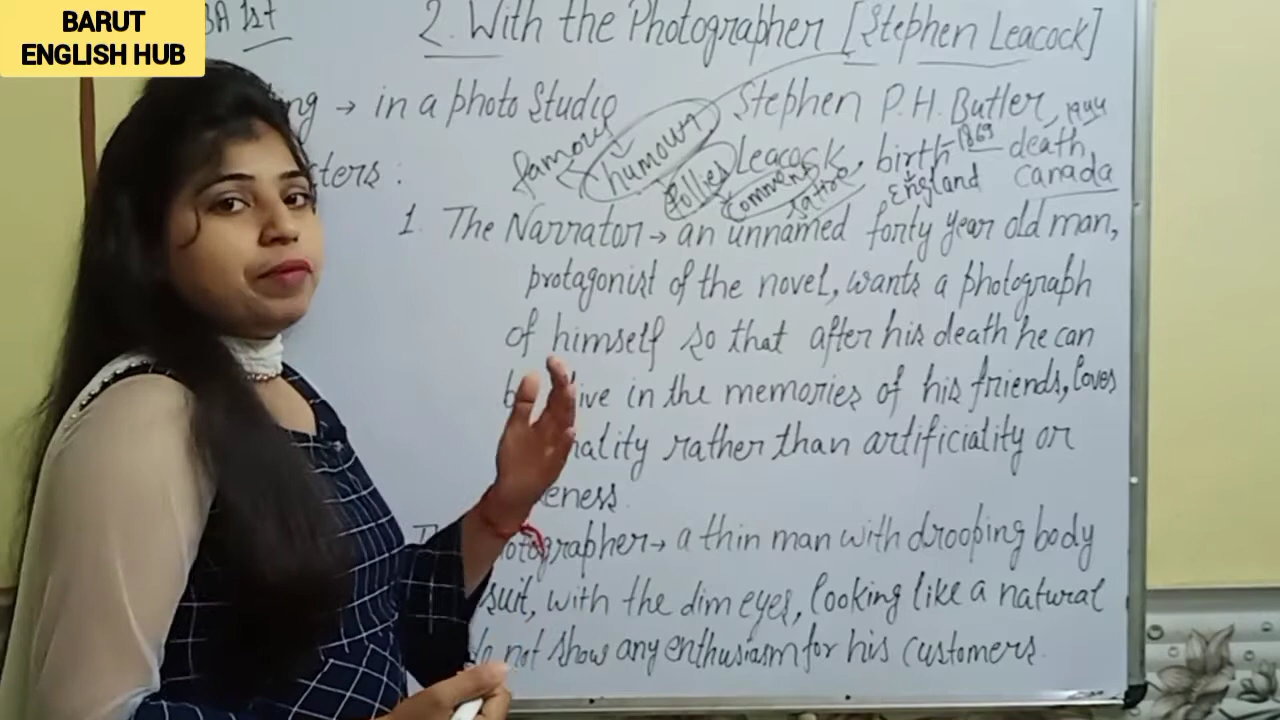 BARUT
ENGLISH HUB
BA 1st
2. With the Photographer [Stephen Leacock]
→ in a photo Studio
Stephen P.H. Butler, 1944
famous humour Leacock, birth 1869 death
follies comment satire England Canada
:
1. The Narrator → an unnamed forty year old man,
protagonist of the novel, wants a photograph
of himself so that after his death he can
in the memories of his friends, loves
rather than artificiality or
→ a thin man with drooping body
suit, with the dim eyes, looking like a natural
not show any enthusiasm for his customers.